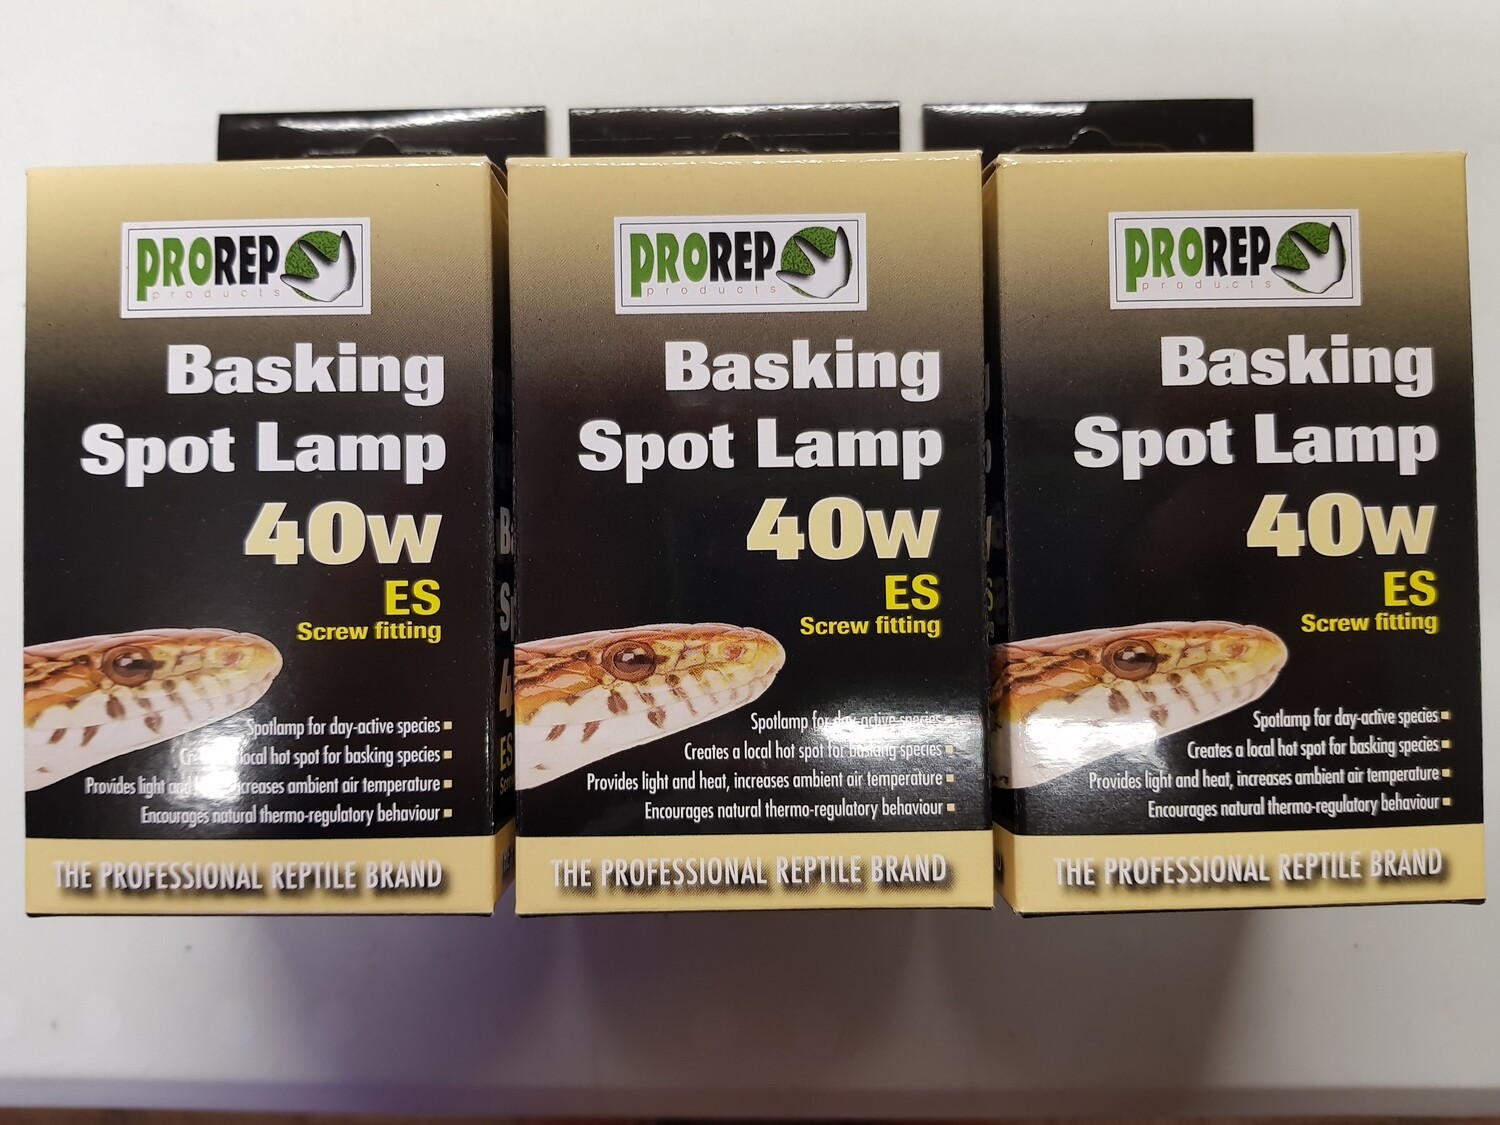 PROREP
products
Basking
Spot Lamp
40W
ES
Screw fitting
Spotlamp for day-active species
local hot spot for basking species
Provides light and increases ambient air temperature
Encourages natural thermo-regulatory behaviour
THE PROFESSIONAL REPTILE BRAND
PROREP
products
Basking
Spot Lamp
40W
ES
Screw fitting
Spotlamp for day-active species
Creates a local hot spot for basking species
Provides light and heat, increases ambient air temperature
Encourages natural thermo-regulatory behaviour
THE PROFESSIONAL REPTILE BRAND
PROREP
products
Basking
Spot Lamp
40W
ES
Screw fitting
Spotlamp for day-active species
Creates a local hot spot for basking species
Provides light and heat, increases ambient air temperature
Encourages natural thermo-regulatory behaviour
THE PROFESSIONAL REPTILE BRAND